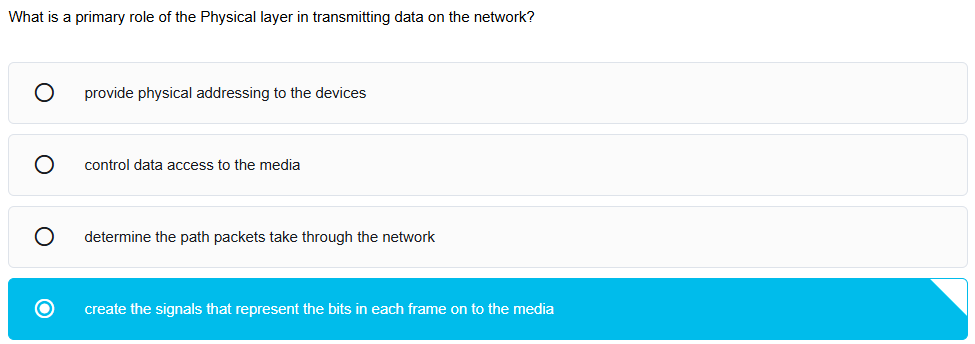 What is a primary role of the Physical layer in transmitting data on the network?
provide physical addressing to the devices
control data access to the media
determine the path packets take through the network
create the signals that represent the bits in each frame on to the media